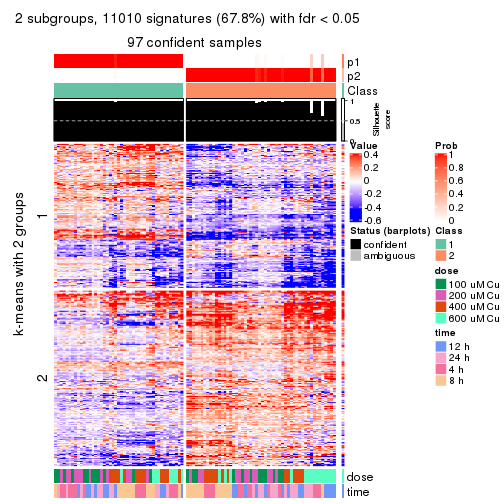 2 subgroups, 11010 signatures (67.8%) with fdr < 0.05
97 confident samples
p1
p2
Class
1
0.5
0
Silhouette
score
k-means with 2 groups
1
2
dose
time
Value
0.4
0.2
0
-0.2
-0.4
-0.6
Prob
1
0.8
0.6
0.4
0.2
0
Status (barplots)
confident
ambiguous
Class
1
2
dose
100 uM Cu
200 uM Cu
400 uM Cu
600 uM Cu
time
12 h
24 h
4 h
8 h